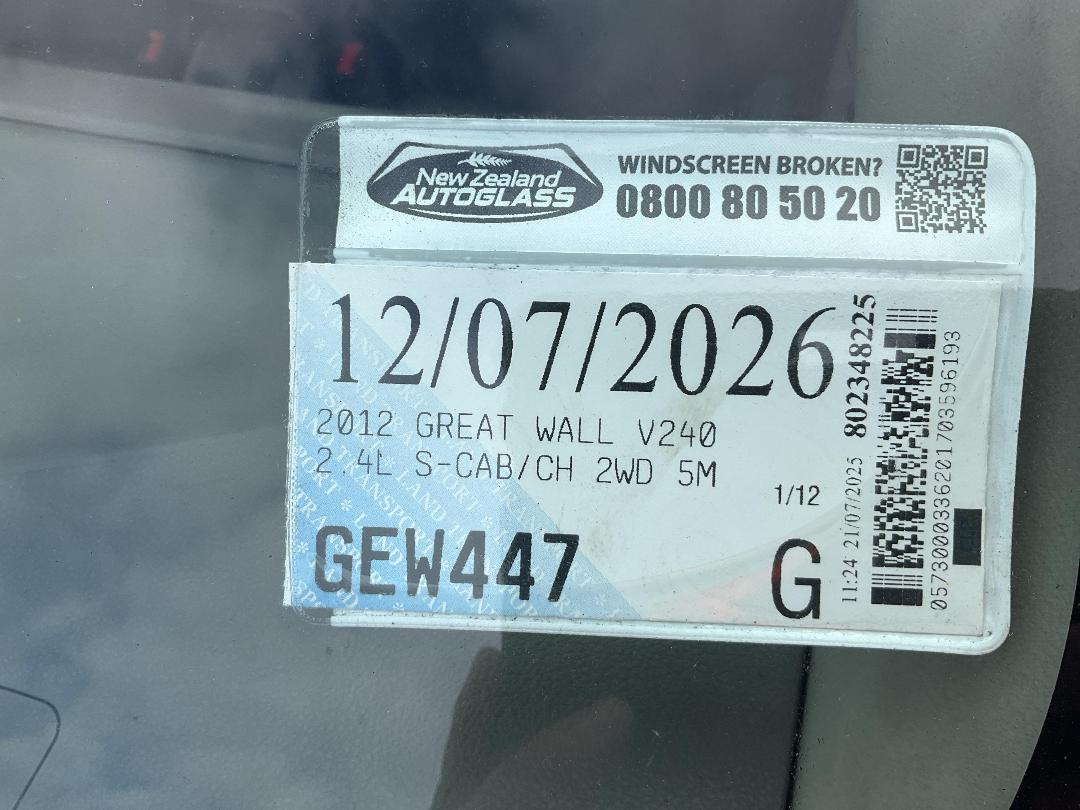 New Zealand
AUTOGLASS
WINDSCREEN BROKEN?
0800 80 50 20
12/07/2026
2012 GREAT WALL V240
2.4L S-CAB/CH 2WD 5M
1/12
GEW447
G
11:24 21/07/2025 802348225
05730000336201703596193